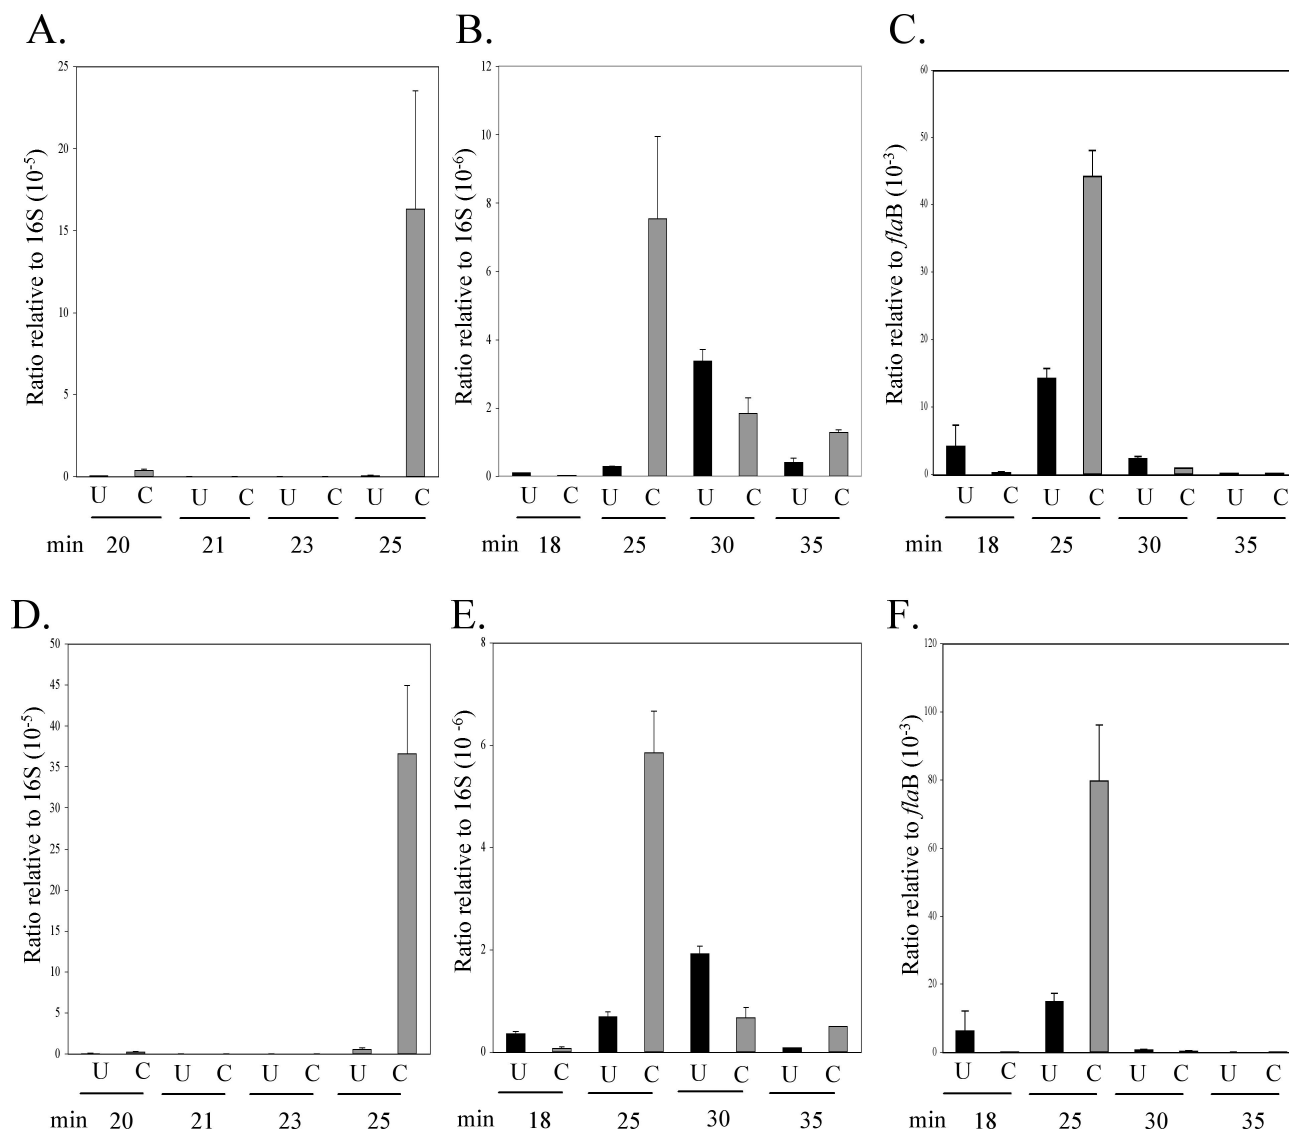 A.
Ratio relative to 16S (10-5)
25
20
15
10
5
0
U C U C U C U C
min 20 21 23 25
B.
Ratio relative to 16S (10-6)
12
10
8
6
4
2
0
U C U C U C U C
min 18 25 30 35
C.
Ratio relative to flaB (10-3)
60
50
40
30
20
10
0
U C U C U C U C
min 18 25 30 35
D.
Ratio relative to 16S (10-5)
50
45
40
35
30
25
20
15
10
5
0
U C U C U C U C
min 20 21 23 25
E.
Ratio relative to 16S (10 -6)
8
6
4
2
0
U C U C U C U C
min 18 25 30 35
F.
Ratio relative to flaB (10-3)
120
100
80
60
40
20
0
U C U C U C U C
min 18 25 30 35